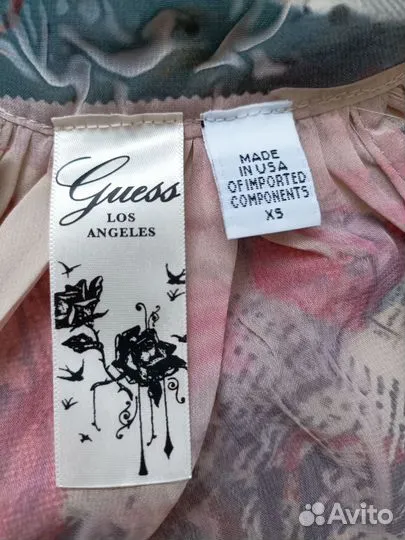 Guess
LOS
ANGELES
MADE
IN USA
OF IMPORTED
COMPONENTS
XS
Avito